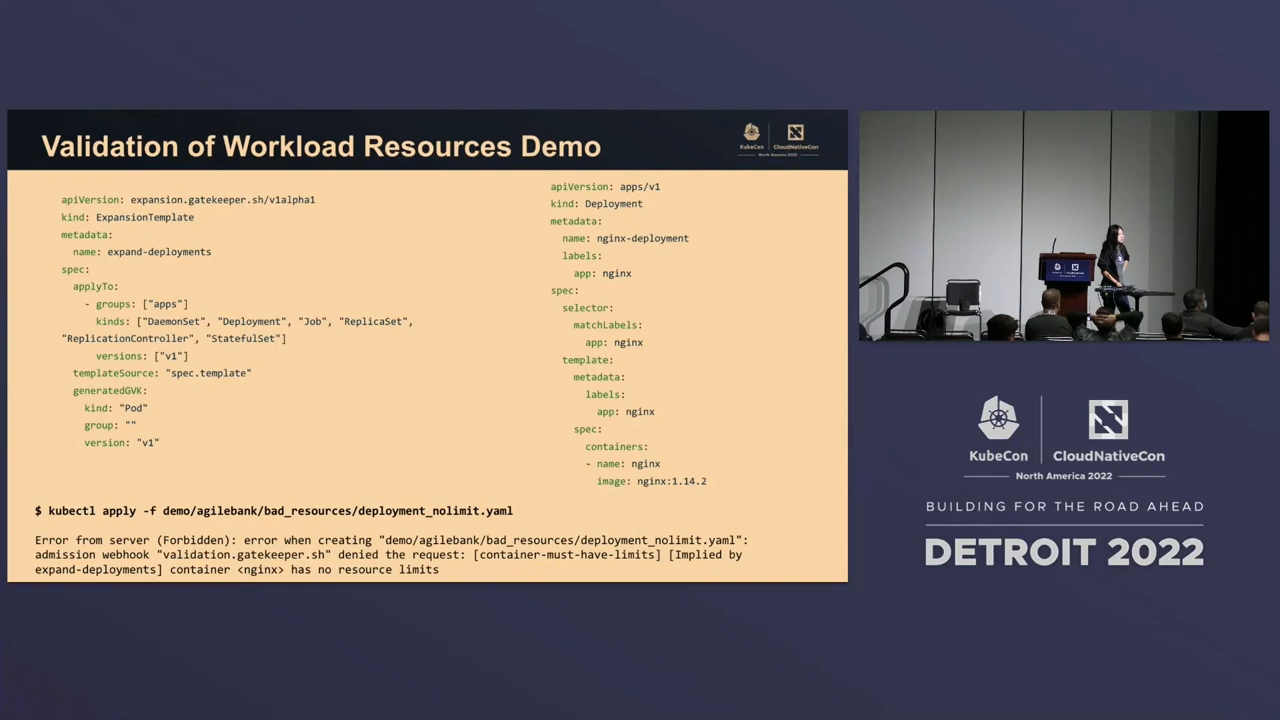 Validation of Workload Resources Demo
KubeCon
CloudNativeCon
North America 2022
apiVersion: expansion.gatekeeper.sh/v1alpha1
kind: ExpansionTemplate
metadata:
name: expand-deployments
spec:
applyTo:
- groups: ["apps"]
kinds: ["DaemonSet", "Deployment", "Job", "ReplicaSet",
"ReplicationController", "StatefulSet"]
versions: ["v1"]
templateSource: "spec.template"
generatedGVK:
kind: "Pod"
group: ""
version: "v1"
apiVersion: apps/v1
kind: Deployment
metadata:
name: nginx-deployment
labels:
app: nginx
spec:
selector:
matchLabels:
app: nginx
template:
metadata:
labels:
app: nginx
spec:
containers:
- name: nginx
image: nginx:1.14.2
$ kubectl apply -f demo/agilebank/bad_resources/deployment_nolimit.yaml
Error from server (Forbidden): error when creating "demo/agilebank/bad_resources/deployment_nolimit.yaml":
admission webhook "validation.gatekeeper.sh" denied the request: [container-must-have-limits] [Implied by
expand-deployments] container <nginx> has no resource limits
KubeCon
CloudNativeCon
North America 2022
BUILDING FOR THE ROAD AHEAD
DETROIT 2022